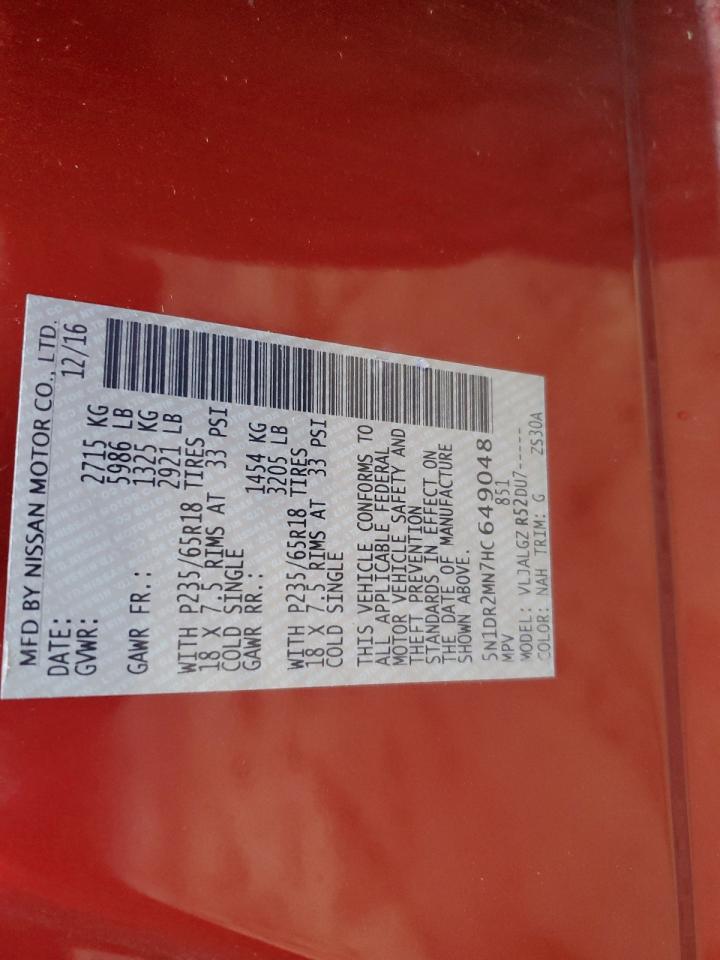 MFD BY NISSAN MOTOR CO., LTD.
DATE: 12/16
GVWR: 2715 KG
5986 LB
GAWR FR.: 1325 KG
2921 LB
WITH P235/65R18 TIRES
18 X 7.5 RIMS AT 33 PSI
COLD SINGLE
GAWR RR.: 1454 KG
3205 LB
WITH P235/65R18 TIRES
18 X 7.5 RIMS AT 33 PSI
COLD SINGLE
THIS VEHICLE CONFORMS TO
ALL APPLICABLE FEDERAL
MOTOR VEHICLE SAFETY AND
THEFT PREVENTION
STANDARDS IN EFFECT ON
THE DATE OF MANUFACTURE
SHOWN ABOVE.
5N1DR2MN7HC649048
MPV 851
MODEL: VLJALGZ R52DU7-----
COLOR: NAH TRIM: G ZS30A